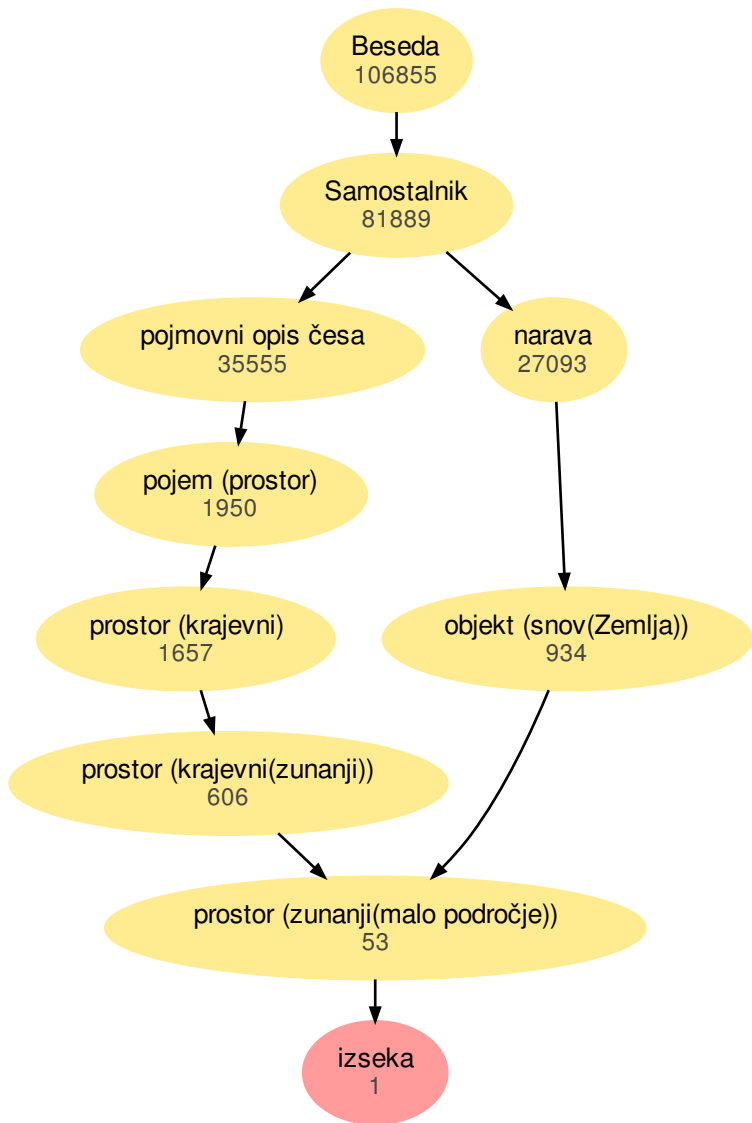 Beseda
106855
Samostalnik
81889
pojmovni opis česa
35555
narava
27093
pojem (prostor)
1950
prostor (krajevni)
1657
objekt (snov(Zemlja))
934
prostor (krajevni(zunanji))
606
prostor (zunanji(malo področje))
53
izseka
1